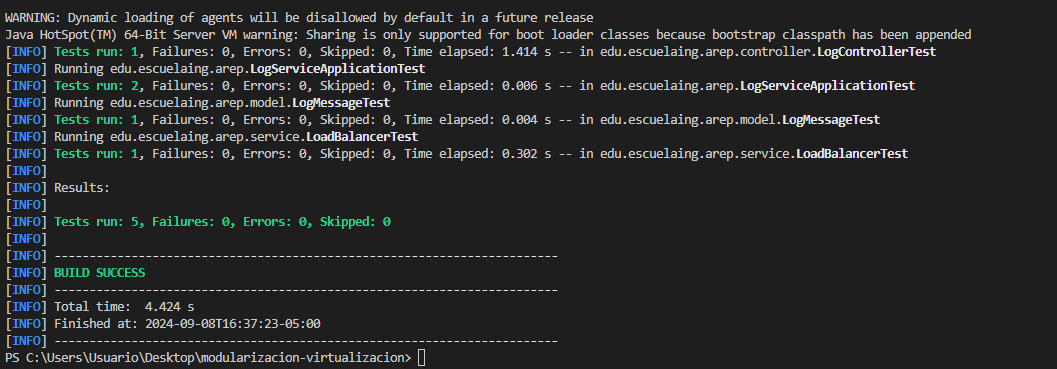 WARNING: Dynamic loading of agents will be disallowed by default in a future release
Java HotSpot(TM) 64-Bit Server VM warning: Sharing is only supported for boot loader classes because bootstrap classpath has been appended
[INFO] Tests run: 1, Failures: 0, Errors: 0, Skipped: 0, Time elapsed: 1.414 s -- in edu.escuelaing.arep.controller.LogControllerTest
[INFO] Running edu.escuelaing.arep.LogServiceApplicationTest
[INFO] Tests run: 2, Failures: 0, Errors: 0, Skipped: 0, Time elapsed: 0.006 s -- in edu.escuelaing.arep.LogServiceApplicationTest
[INFO] Running edu.escuelaing.arep.model.LogMessageTest
[INFO] Tests run: 1, Failures: 0, Errors: 0, Skipped: 0, Time elapsed: 0.004 s -- in edu.escuelaing.arep.model.LogMessageTest
[INFO] Running edu.escuelaing.arep.service.LoadBalancerTest
[INFO] Tests run: 1, Failures: 0, Errors: 0, Skipped: 0, Time elapsed: 0.302 s -- in edu.escuelaing.arep.service.LoadBalancerTest
[INFO]
[INFO] Results:
[INFO]
[INFO] Tests run: 5, Failures: 0, Errors: 0, Skipped: 0
[INFO]
[INFO] ------------------------------------------------------------------------
[INFO] BUILD SUCCESS
[INFO] ------------------------------------------------------------------------
[INFO] Total time:  4.424 s
[INFO] Finished at: 2024-09-08T16:37:23-05:00
[INFO] ------------------------------------------------------------------------
PS C:\Users\Usuario\Desktop\modularizacion-virtualizacion>